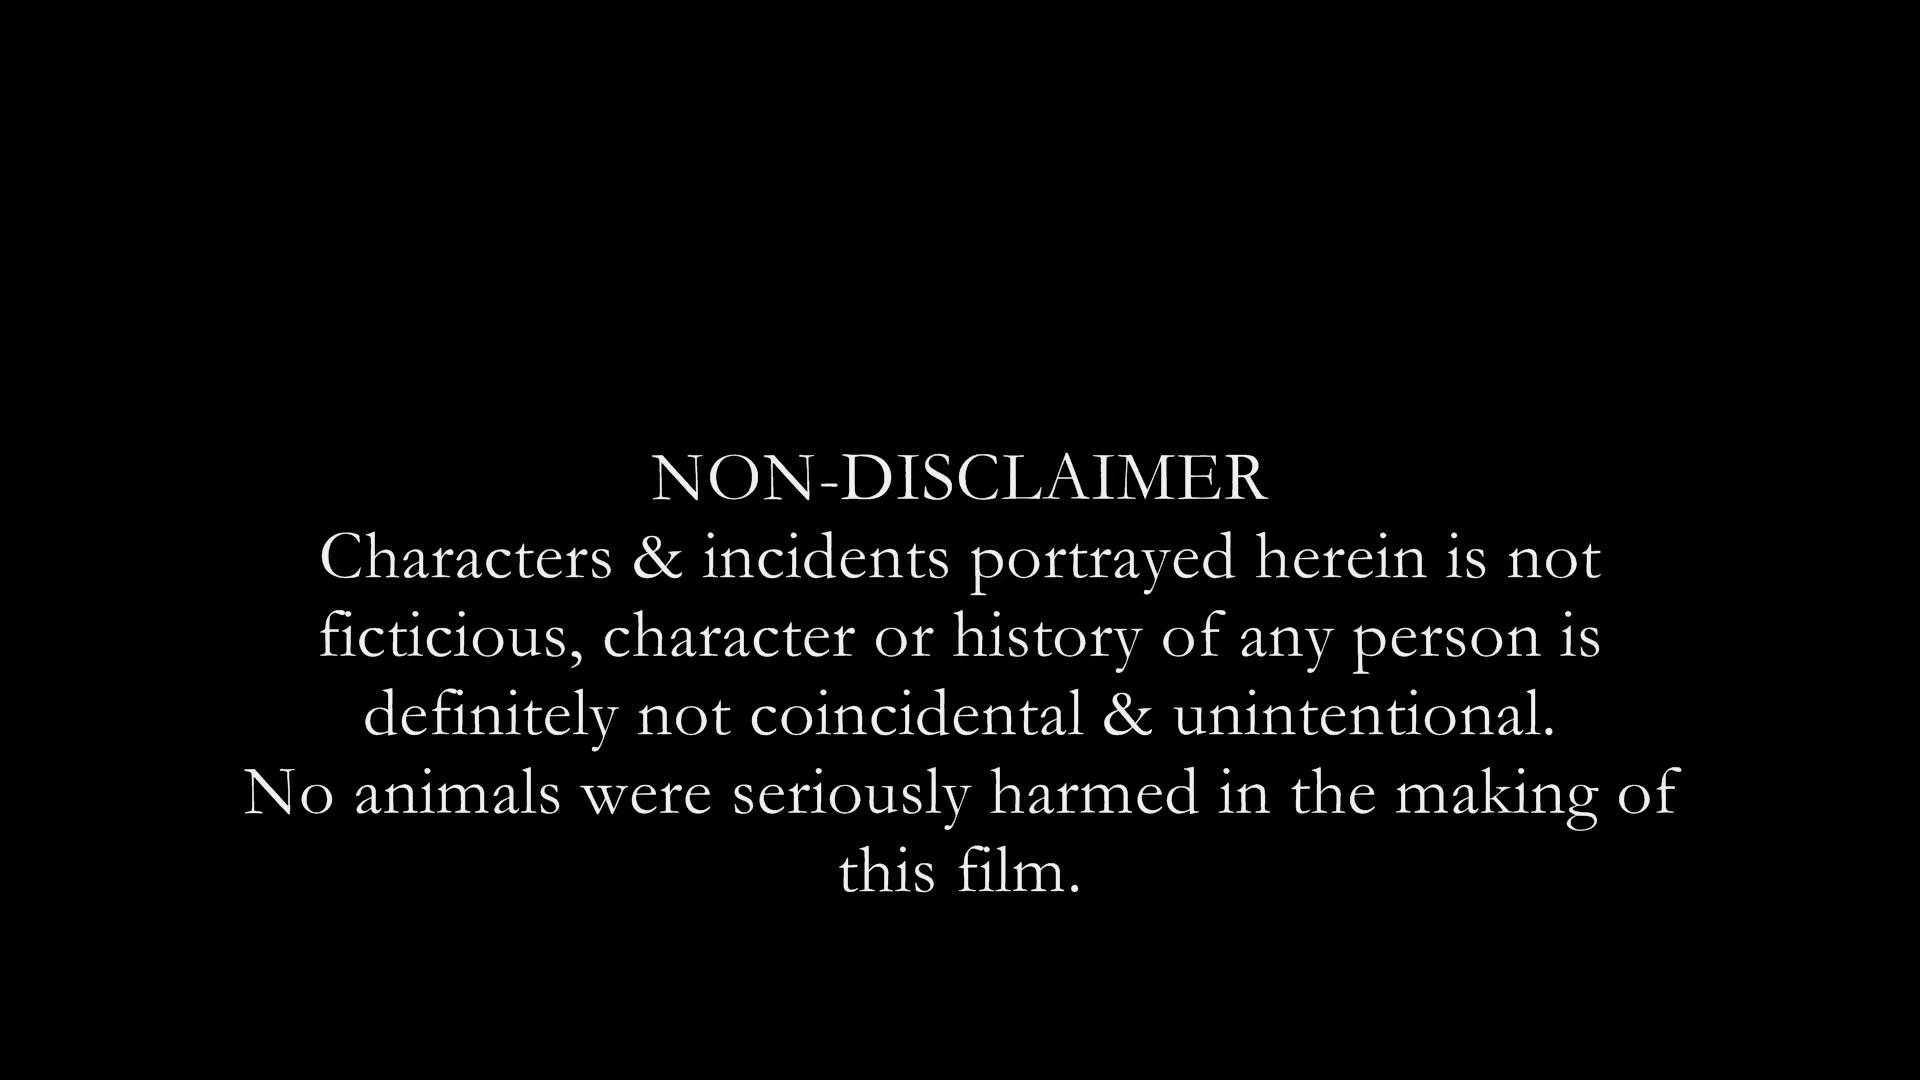 NON-DISCLAIMER
Characters & incidents portrayed herein is not
ficticious, character or history of any person is
definitely not coincidental & unintentional.
No animals were seriously harmed in the making of
this film.